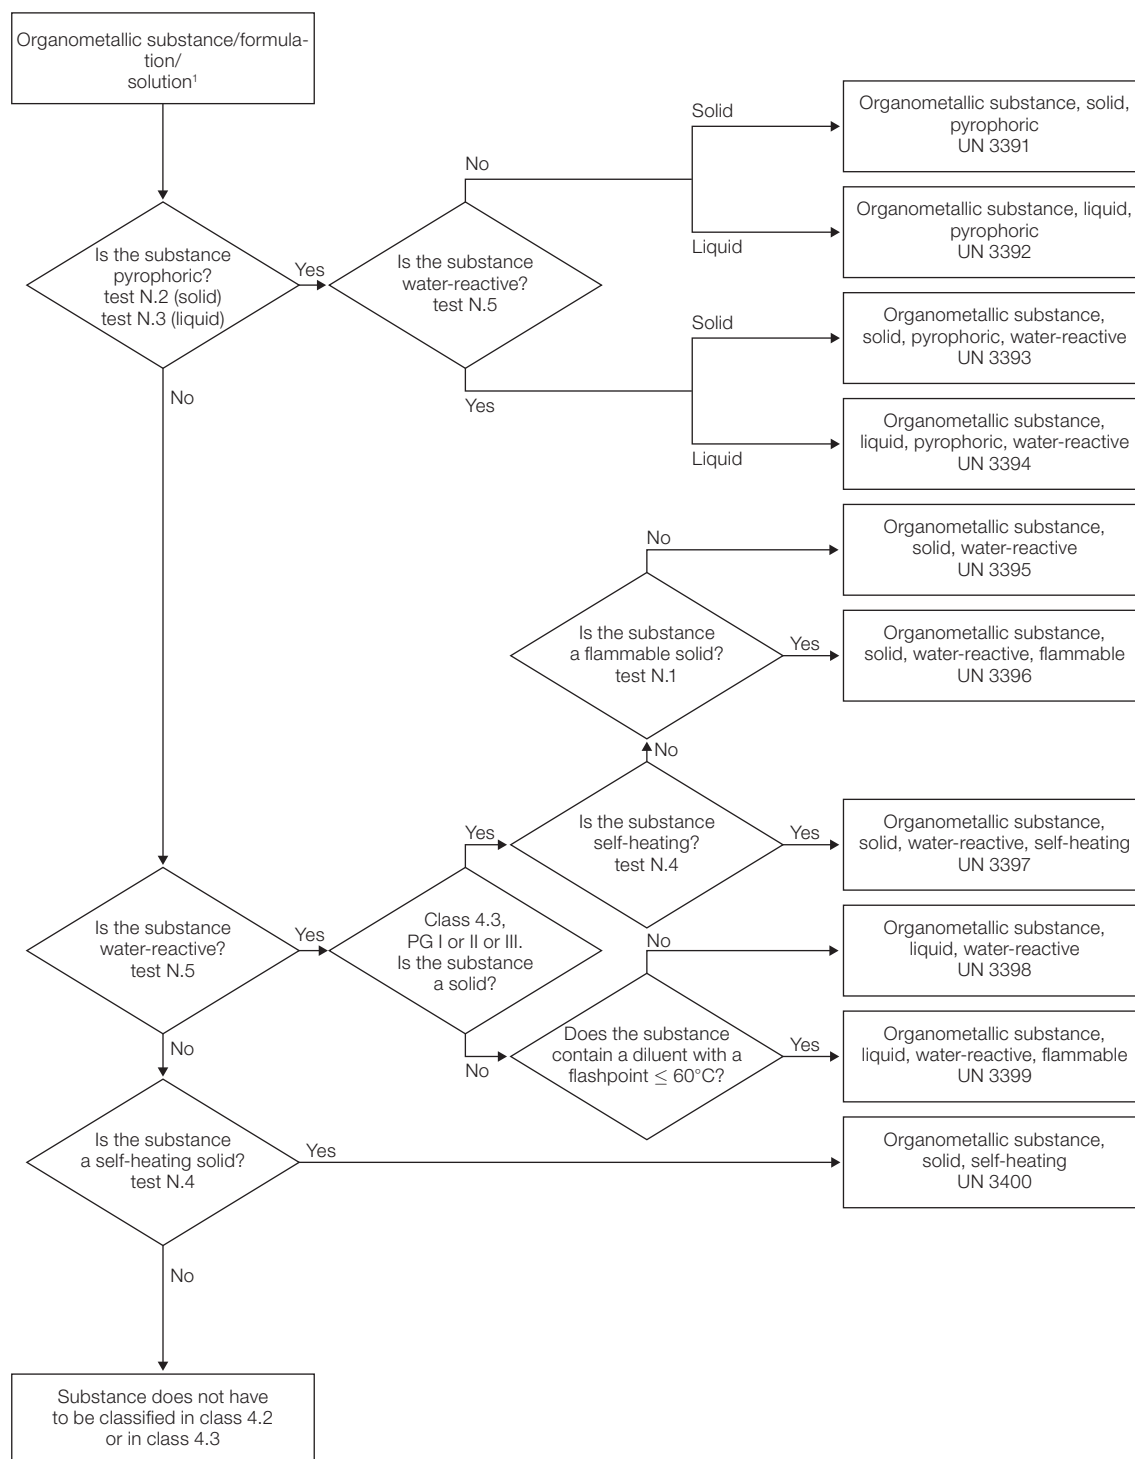 Organometallic substance/formula-
tion/
solution¹
Solid
Organometallic substance, solid,
pyrophoric
UN 3391
No
Organometallic substance, liquid,
pyrophoric
UN 3392
Liquid
Is the substance
pyrophoric?
test N.2 (solid)
test N.3 (liquid)
Yes
Is the substance
water-reactive?
test N.5
Solid
Organometallic substance,
solid, pyrophoric, water-reactive
UN 3393
No
Yes
Organometallic substance,
liquid, pyrophoric, water-reactive
UN 3394
Liquid
No
Organometallic substance,
solid, water-reactive
UN 3395
Is the substance
a flammable solid?
test N.1
Yes
Organometallic substance,
solid, water-reactive, flammable
UN 3396
No
Yes
Is the substance
self-heating?
test N.4
Yes
Organometallic substance,
solid, water-reactive, self-heating
UN 3397
Is the substance
water-reactive?
test N.5
Yes
Class 4.3,
PG I or II or III.
Is the substance
a solid?
No
Organometallic substance,
liquid, water-reactive
UN 3398
No
No
Does the substance
contain a diluent with a
flashpoint ≤ 60°C?
Yes
Organometallic substance,
liquid, water-reactive, flammable
UN 3399
Is the substance
a self-heating solid?
test N.4
Yes
Organometallic substance,
solid, self-heating
UN 3400
No
Substance does not have
to be classified in class 4.2
or in class 4.3